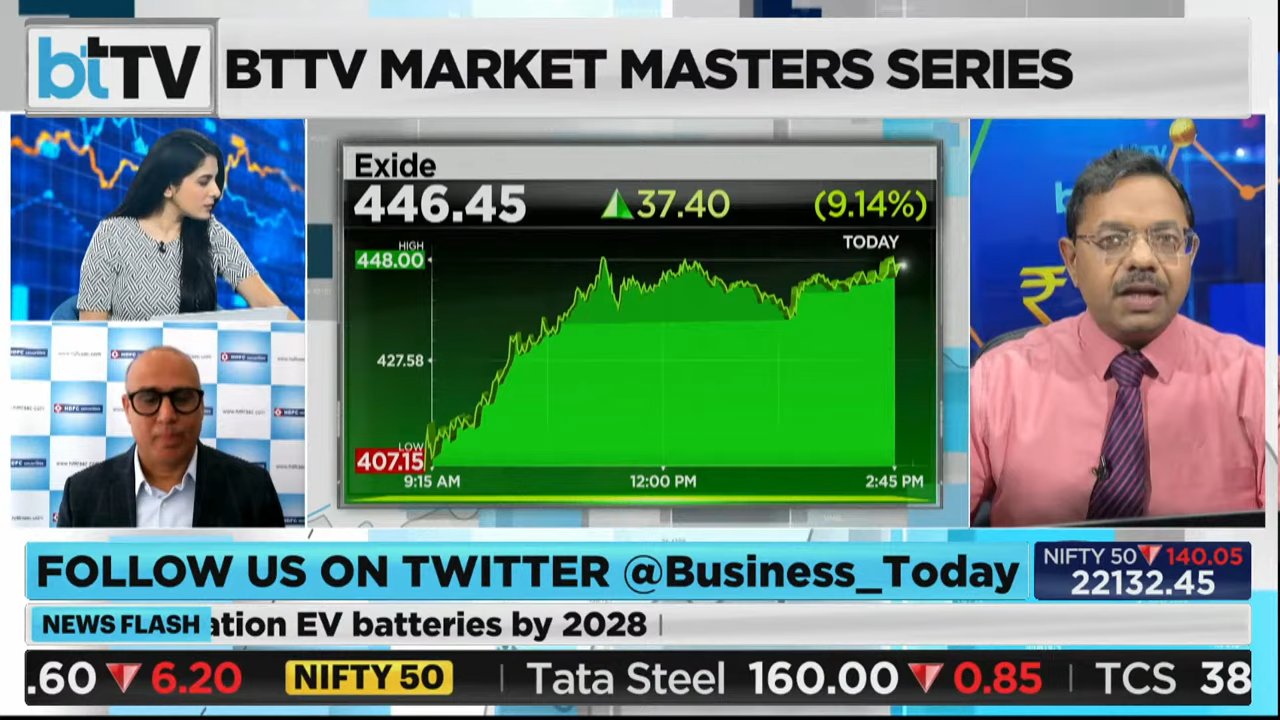 btTV BTTV MARKET MASTERS SERIES
Exide
446.45 37.40 (9.14%)
TODAY
HIGH
448.00
427.58
LOW
407.15
9:15 AM 12:00 PM 2:45 PM
HDFC securities
FOLLOW US ON TWITTER @Business_Today
NIFTY 50 140.05
22132.45
NEWS FLASH ation EV batteries by 2028
.60 6.20 NIFTY 50 Tata Steel 160.00 0.85 TCS 38